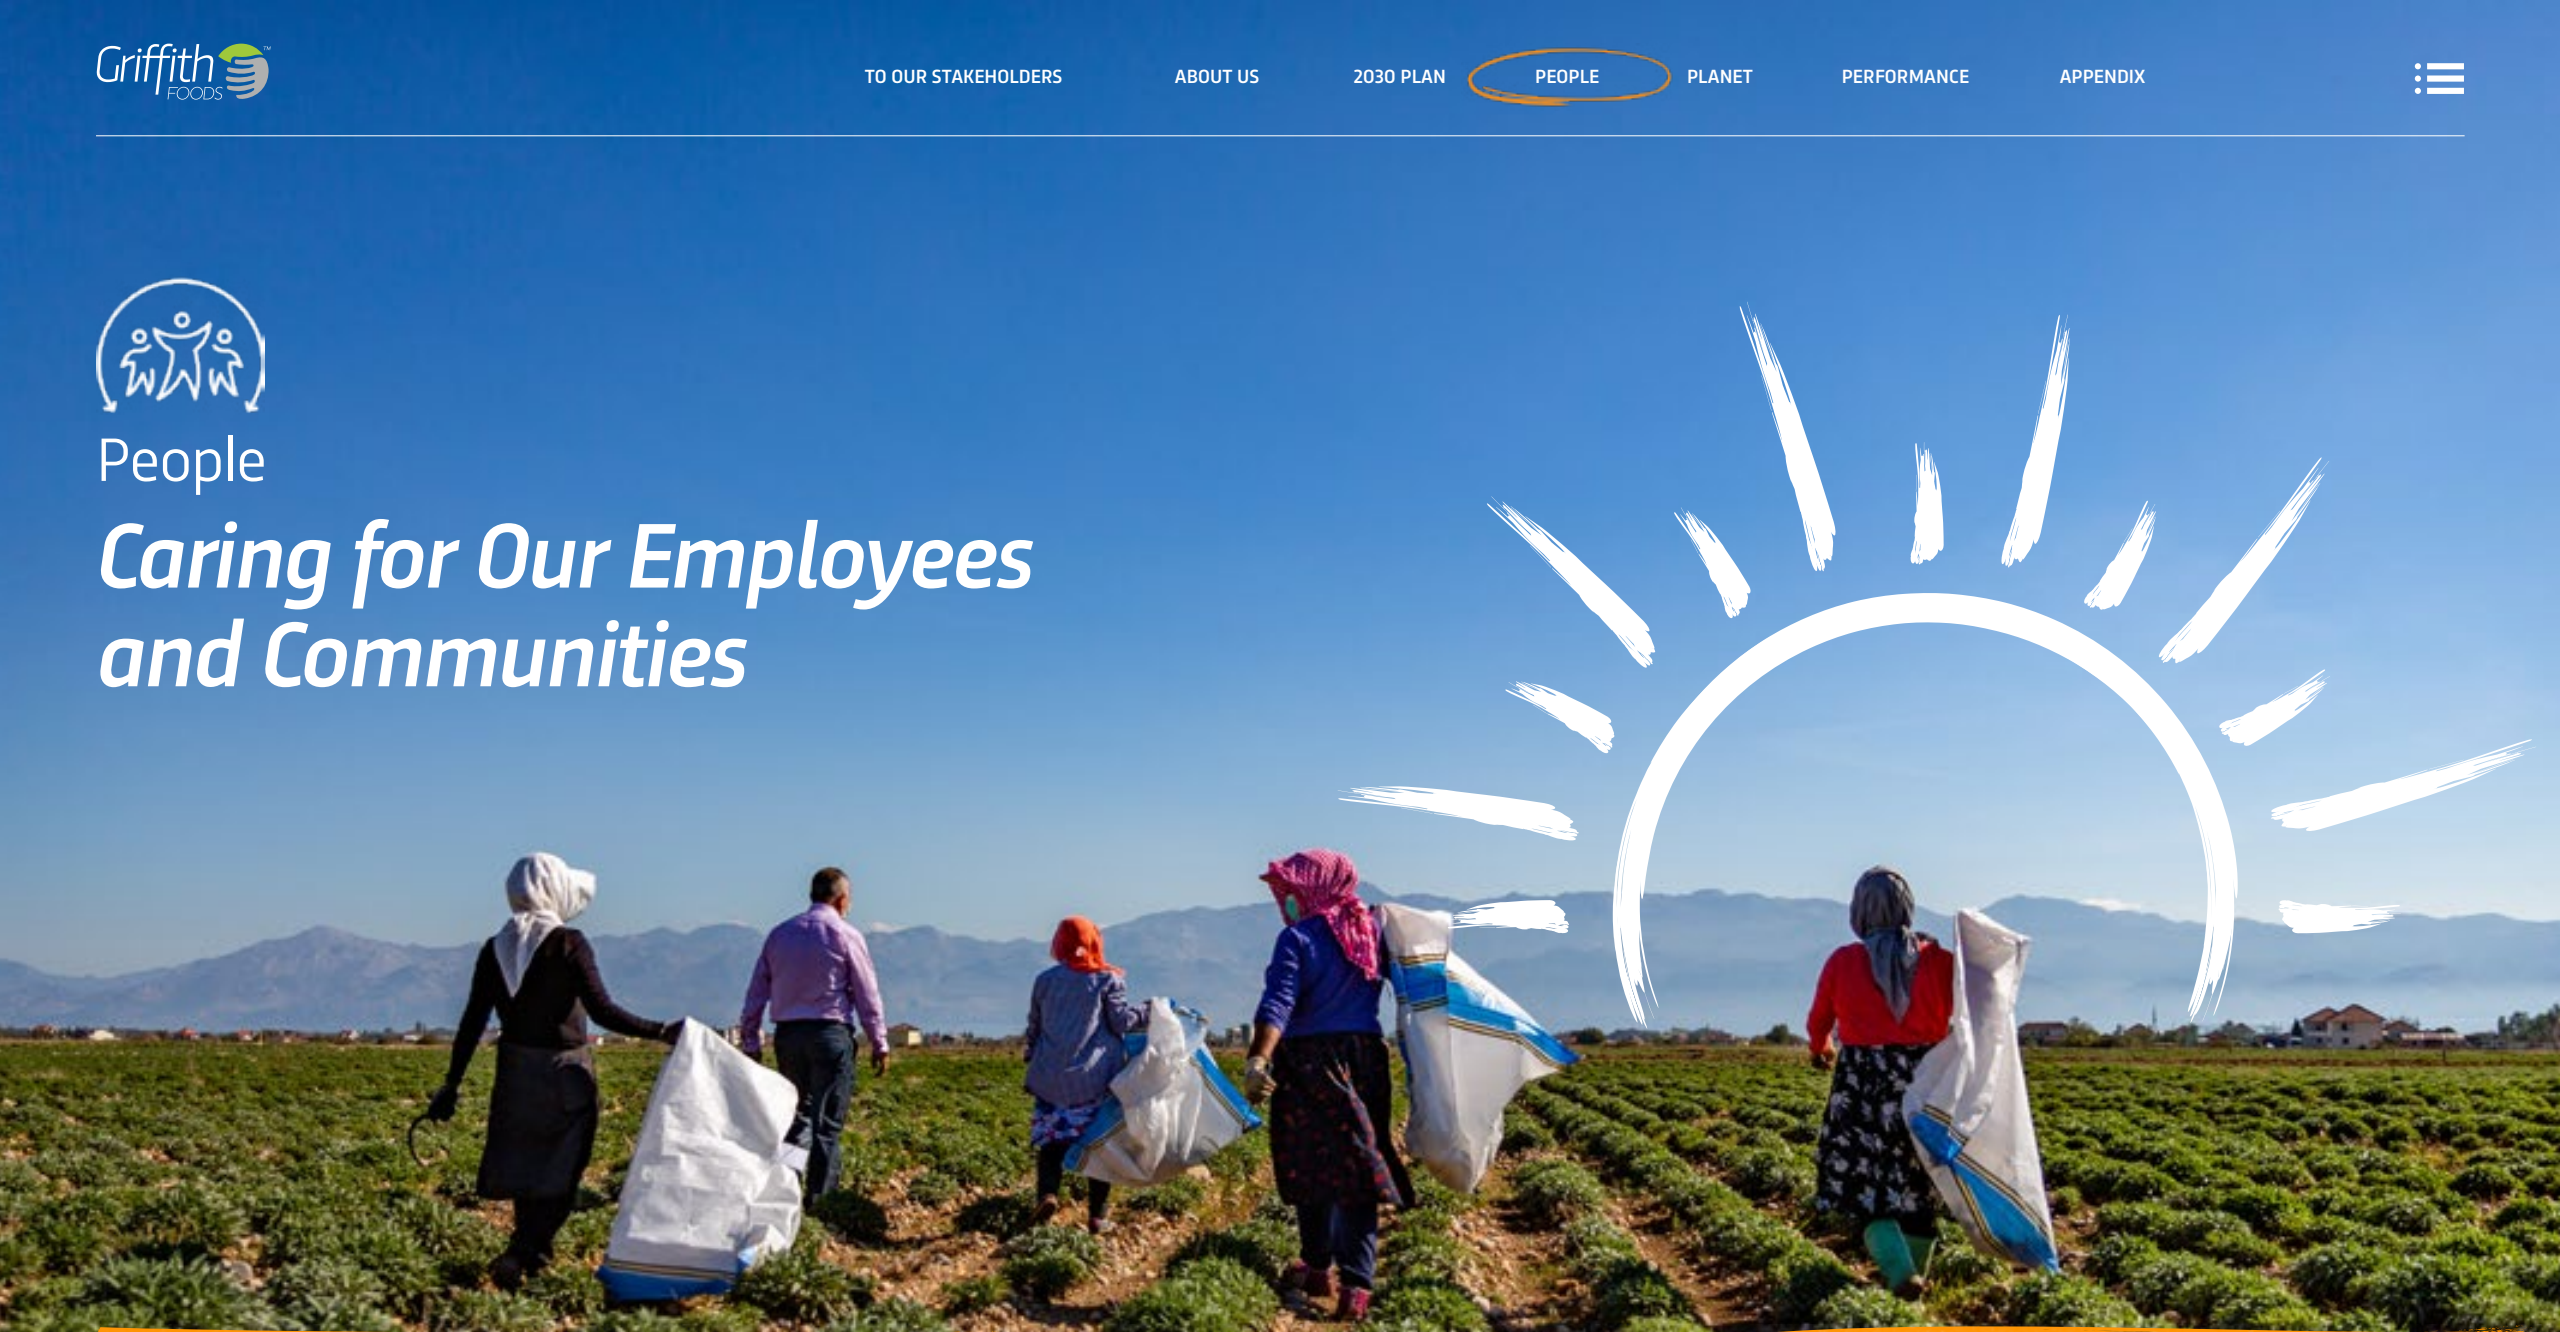 Griffith
FOODS
TO OUR STAKEHOLDERS
ABOUT US
2030 PLAN
PEOPLE
PLANET
PERFORMANCE
APPENDIX
People
Caring for Our Employees
and Communities